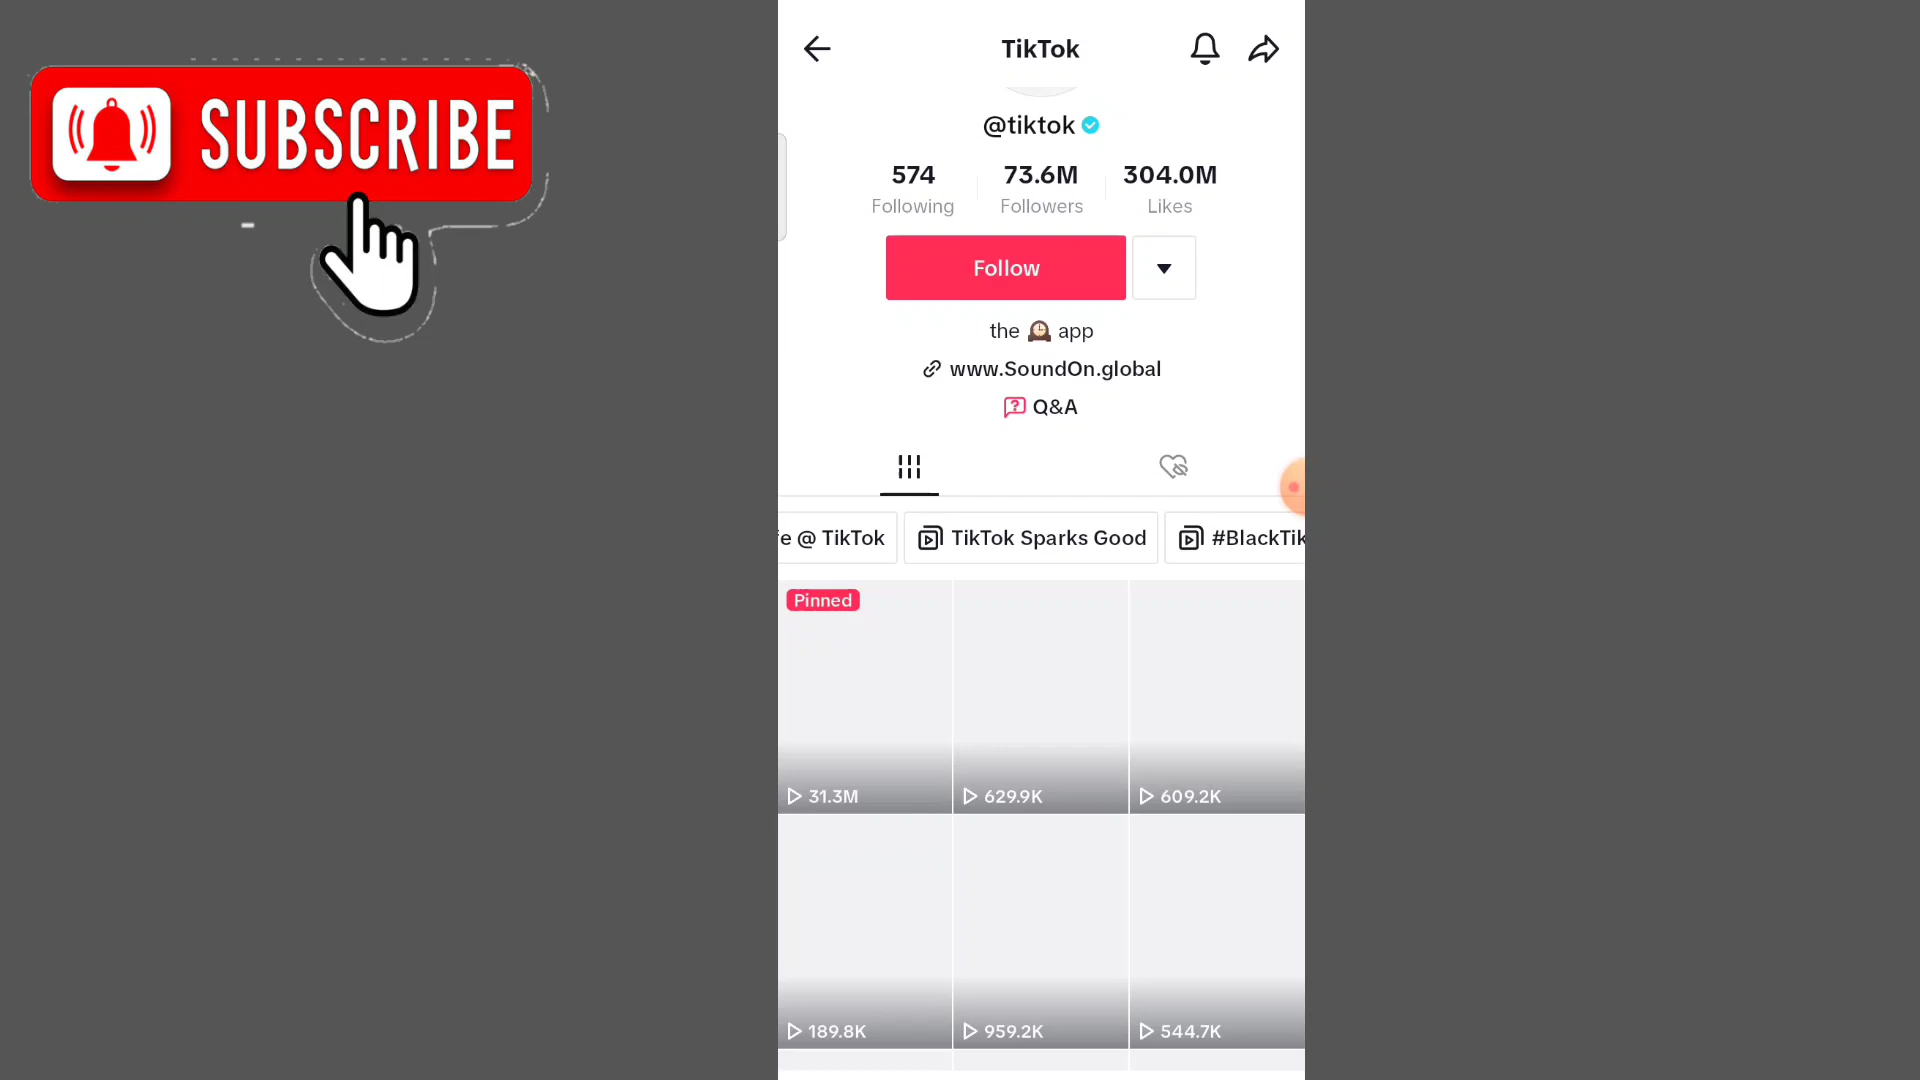 SUBSCRIBE
TikTok
@tiktok
574 73.6M 304.0M
Following Followers Likes
Follow
the 🕰️ app
www.SoundOn.global
Q&A
fe @ TikTok TikTok Sparks Good #BlackTik
Pinned
31.3M 629.9K 609.2K
189.8K 959.2K 544.7K